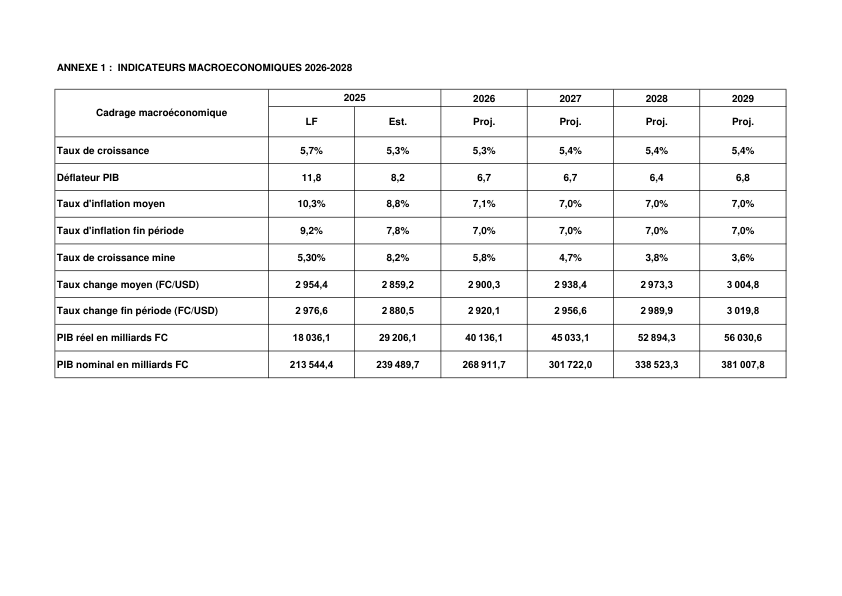 ANNEXE 1 : INDICATEURS MACROECONOMIQUES 2026-2028
Cadrage macroéconomique 2025 2026 2027 2028 2029
LF Est. Proj. Proj. Proj. Proj.
Taux de croissance 5,7% 5,3% 5,3% 5,4% 5,4% 5,4%
Déflateur PIB 11,8 8,2 6,7 6,7 6,4 6,8
Taux d'inflation moyen 10,3% 8,8% 7,1% 7,0% 7,0% 7,0%
Taux d'inflation fin période 9,2% 7,8% 7,0% 7,0% 7,0% 7,0%
Taux de croissance mine 5,30% 8,2% 5,8% 4,7% 3,8% 3,6%
Taux change moyen (FC/USD) 2 954,4 2 859,2 2 900,3 2 938,4 2 973,3 3 004,8
Taux change fin période (FC/USD) 2 976,6 2 880,5 2 920,1 2 956,6 2 989,9 3 019,8
PIB réel en milliards FC 18 036,1 29 206,1 40 136,1 45 033,1 52 894,3 56 030,6
PIB nominal en milliards FC 213 544,4 239 489,7 268 911,7 301 722,0 338 523,3 381 007,8